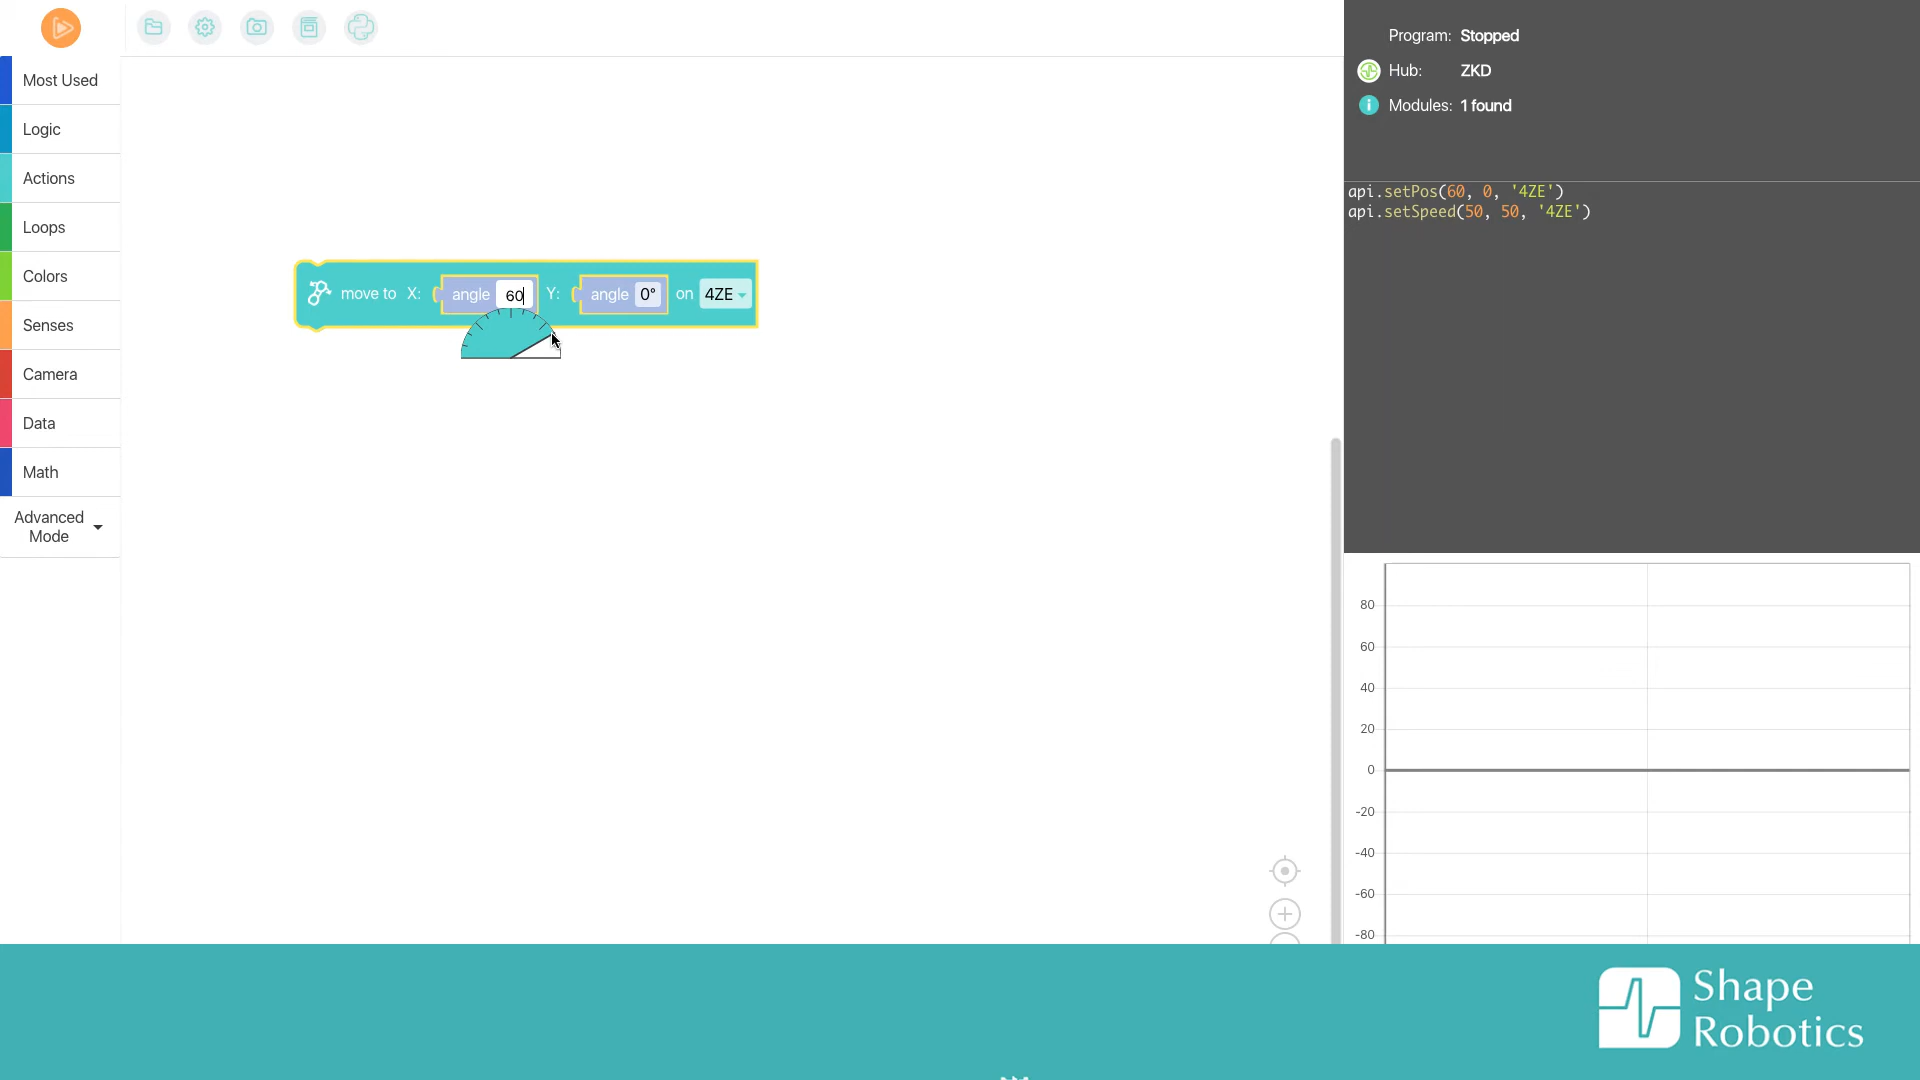 Program: Stopped
Hub: ZKD
Modules: 1 found
Most Used
Logic
Actions
Loops
Colors
Senses
Camera
Data
Math
Advanced
Mode
move to X: angle 60 Y: angle 0° on 4ZE
api.setPos(60, 0, '4ZE')
api.setSpeed(50, 50, '4ZE')
80
60
40
20
0
-20
-40
-60
-80
Shape
Robotics